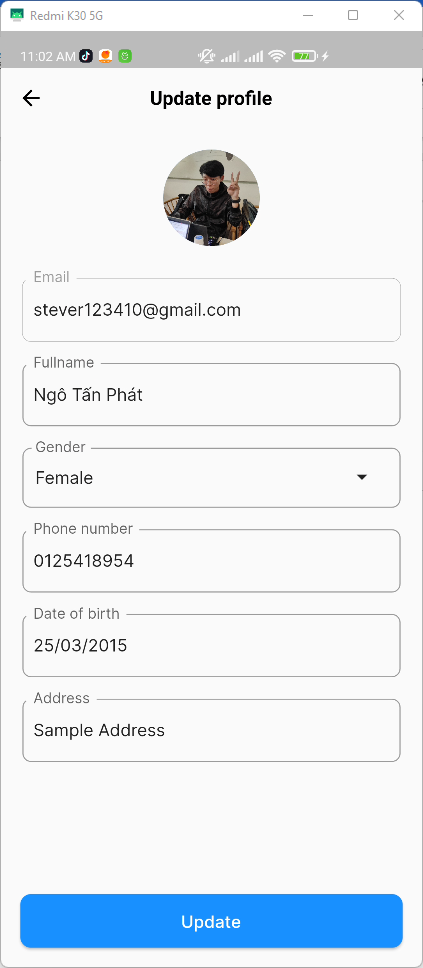 Redmi K30 5G
11:02 AM
77
Update profile
Email
stever123410@gmail.com
Fullname
Ngô Tấn Phát
Gender
Female
Phone number
0125418954
Date of birth
25/03/2015
Address
Sample Address
Update